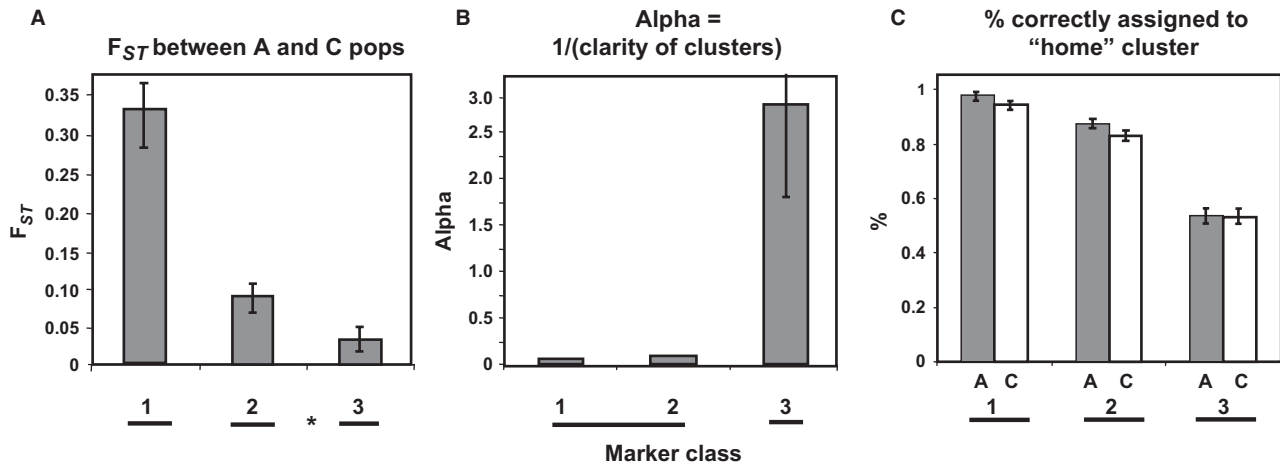 A
F_ST between A and C pops
F_ST
0.35
0.30
0.25
0.20
0.15
0.10
0.05
0
1 2 * 3
B
Alpha =
1/(clarity of clusters)
Alpha
3.0
2.5
2.0
1.5
1.0
0.5
0
1 2 3
Marker class
C
% correctly assigned to
“home” cluster
%
1
0.8
0.6
0.4
0.2
0
A C A C A C
1 2 3